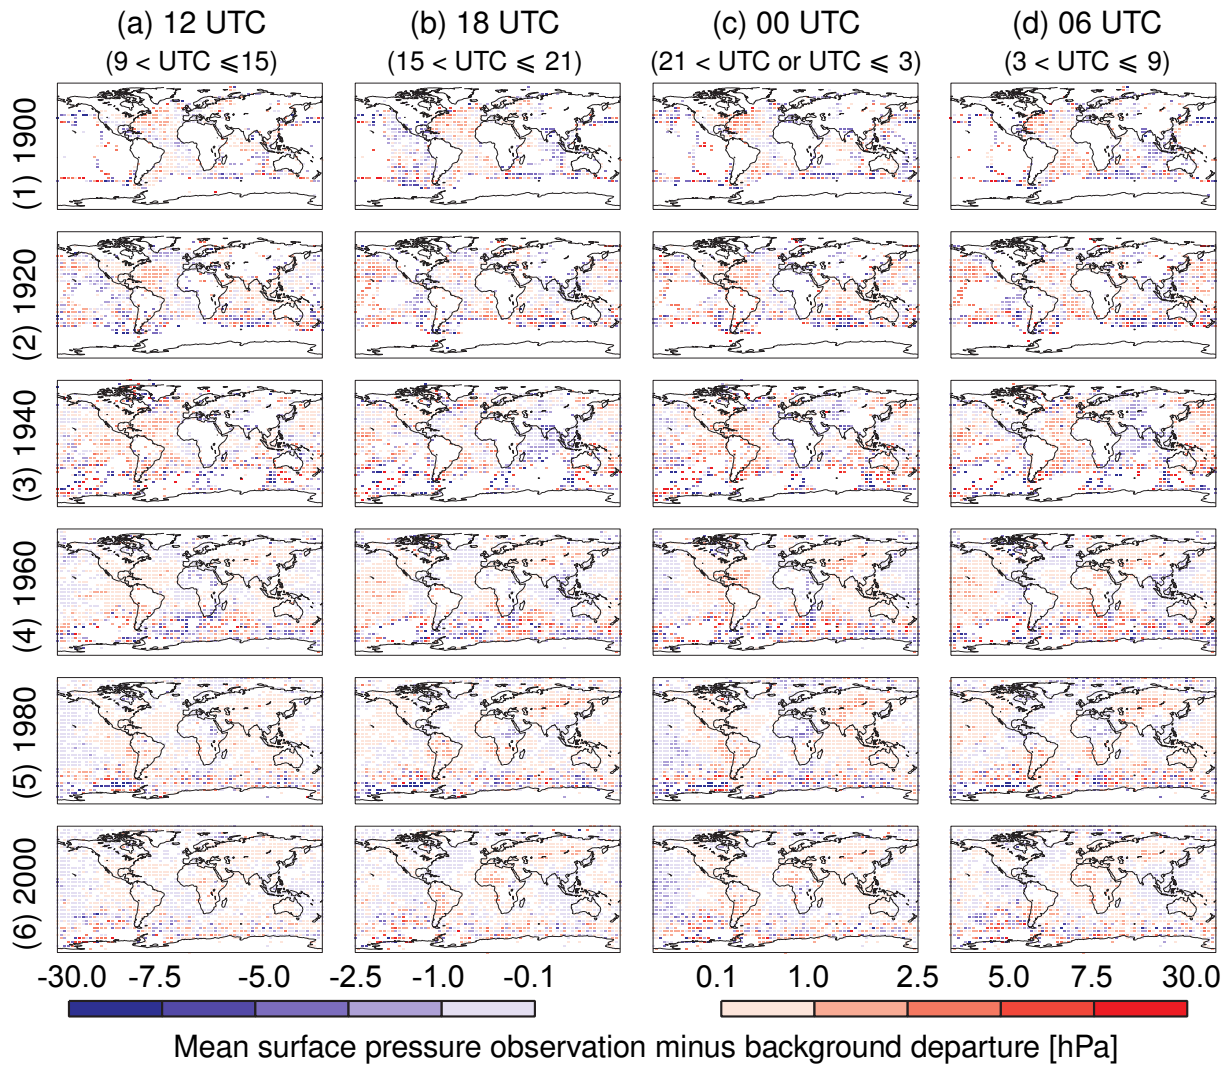 (a) 12 UTC (b) 18 UTC (c) 00 UTC (d) 06 UTC
(9 < UTC ⩽15) (15 < UTC ⩽ 21) (21 < UTC or UTC ⩽ 3) (3 < UTC ⩽ 9)
(1) 1900
(2) 1920
(3) 1940
(4) 1960
(5) 1980
(6) 2000
-30.0 -7.5 -5.0 -2.5 -1.0 -0.1 0.1 1.0 2.5 5.0 7.5 30.0
Mean surface pressure observation minus background departure [hPa]